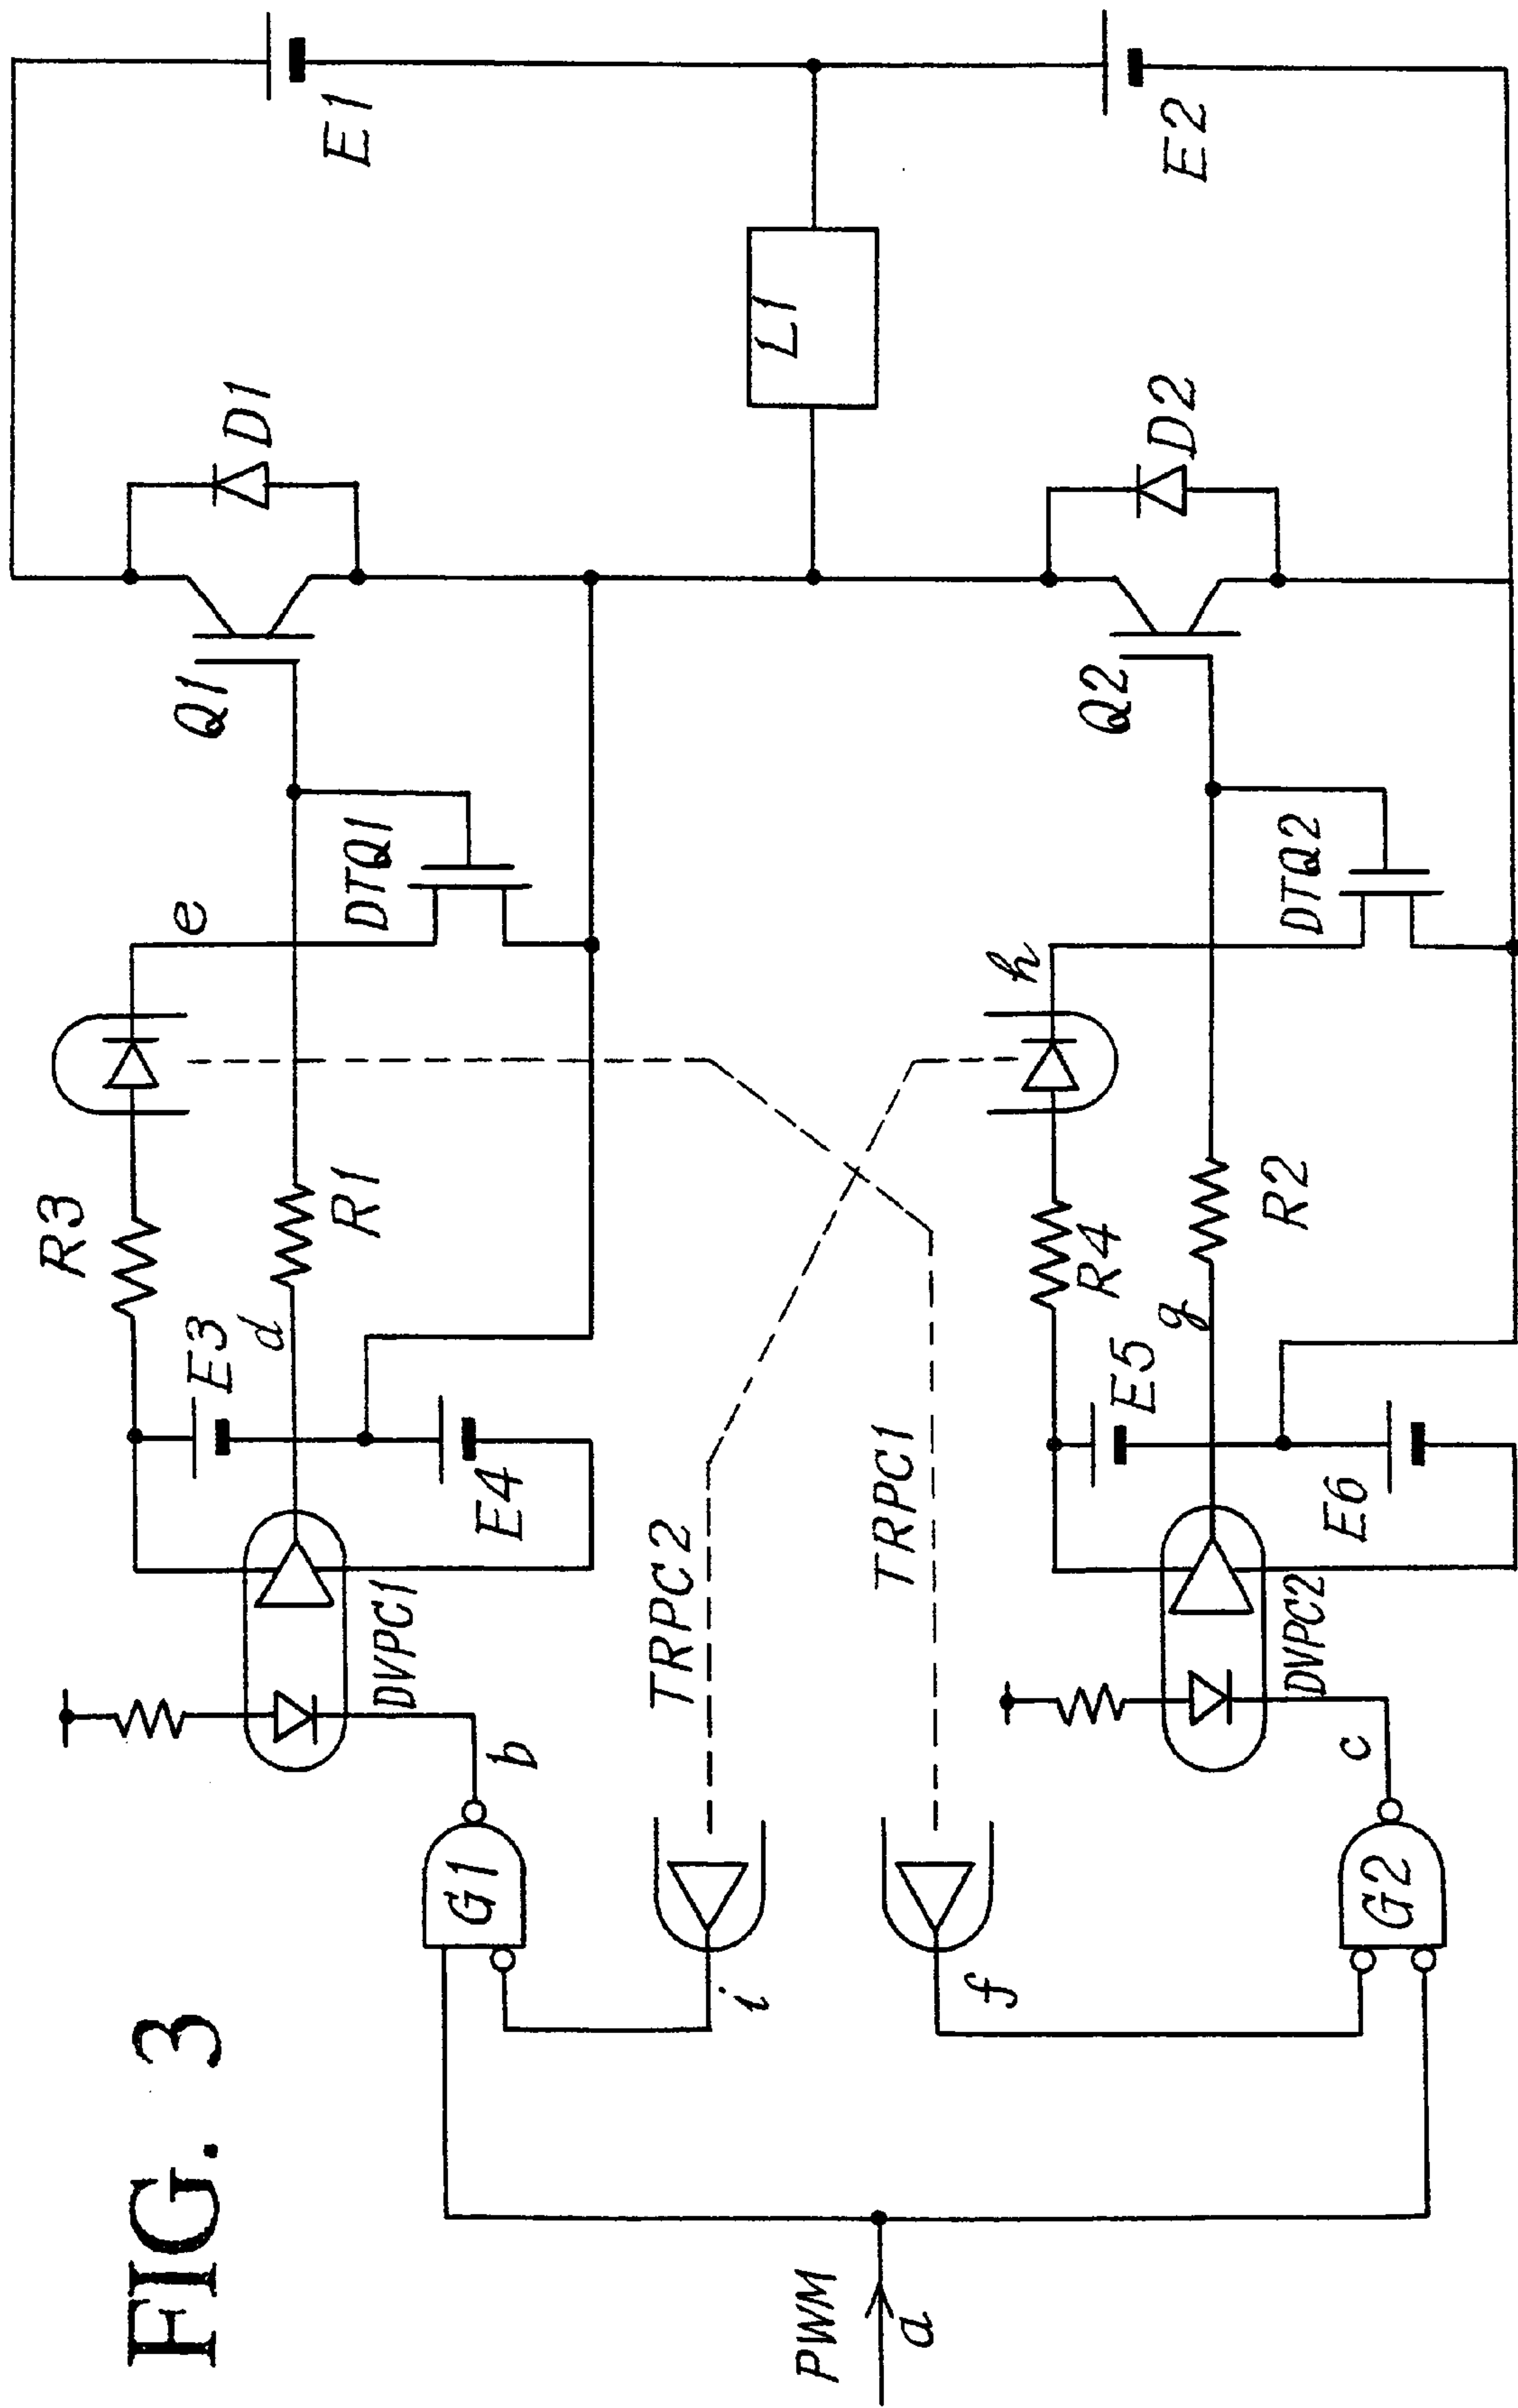 FIG. 3
PWM
a
G1
b
DVPC1
d
E3
E4
R3
R1
e
DTQ1
Q1
D1
E1
i
TRPC2
f
TRPC1
L1
G2
c
DVPC2
g
E5
E6
R4
R2
h
DTQ2
Q2
D2
E2